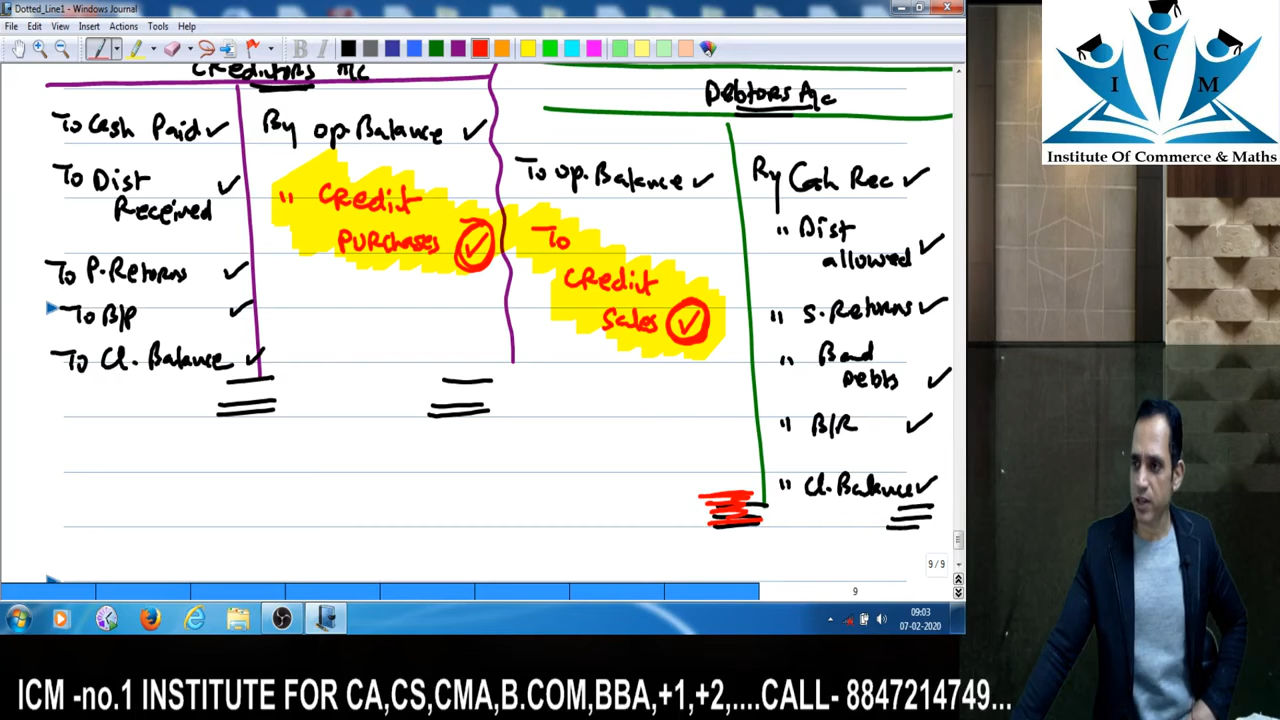 Dotted_Line1 - Windows Journal
File Edit View Insert Actions Tools Help
Creditors A/c
To Cash Paid ✓
To Dist
Received ✓
To P.Returns ✓
To B/P ✓
To Cl. Balance ✓
By op. Balance ✓
" Credit
Purchases ✓
Debtors A/c
To op. Balance ✓
To
Credit
Sales ✓
By Cash Rec ✓
" Dist
allowed ✓
" S. Returns ✓
" Bad
Debts ✓
" B/R ✓
" Cl. Balance ✓
9 / 9
9
09:03
07-02-2020
I C M
Institute Of Commerce & Maths
ICM -no.1 INSTITUTE FOR CA,CS,CMA,B.COM,BBA,+1,+2,....CALL- 8847214749...